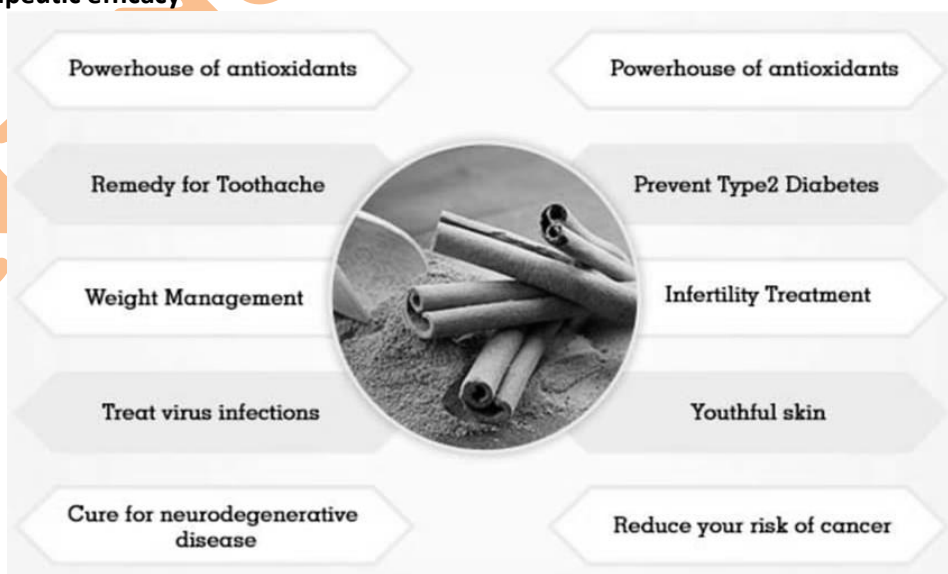 Powerhouse of antioxidants
Powerhouse of antioxidants
Remedy for Toothache
Prevent Type2 Diabetes
Weight Management
Infertility Treatment
Treat virus infections
Youthful skin
Cure for neurodegenerative
disease
Reduce your risk of cancer